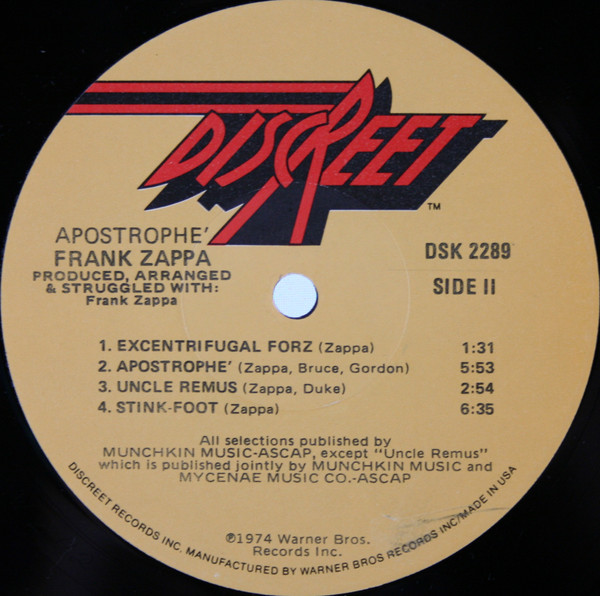 DISCREET
TM
APOSTROPHE'
FRANK ZAPPA
PRODUCED, ARRANGED
& STRUGGLED WITH:
Frank Zappa
DSK 2289
SIDE II
1. EXCENTRIFUGAL FORZ (Zappa) 1:31
2. APOSTROPHE' (Zappa, Bruce, Gordon) 5:53
3. UNCLE REMUS (Zappa, Duke) 2:54
4. STINK-FOOT (Zappa) 6:35
All selections published by
MUNCHKIN MUSIC-ASCAP, except "Uncle Remus"
which is published jointly by MUNCHKIN MUSIC and
MYCENAE MUSIC CO.-ASCAP
℗1974 Warner Bros.
Records Inc.
DISCREET RECORDS INC. MANUFACTURED BY WARNER BROS RECORDS INC/MADE IN USA